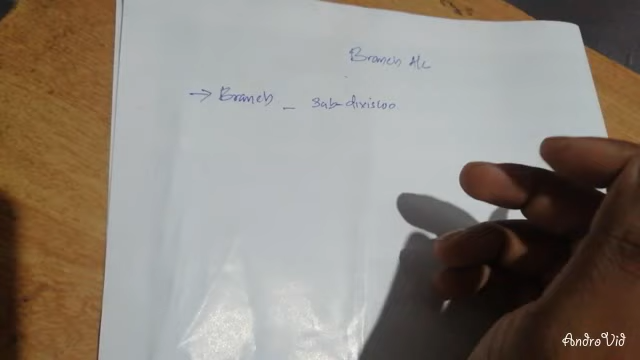 Branch A/c
→ Branch - Sub-division
AndroVid